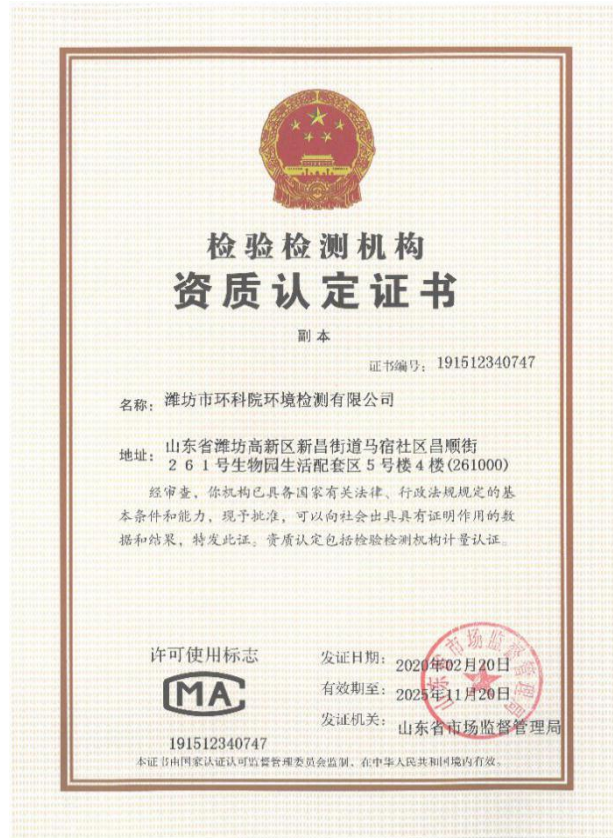 检验检测机构
资质认定证书
副本
证书编号：191512340747
名称：潍坊市环科院环境检测有限公司
地址：山东省潍坊高新区新昌街道马宿社区昌顺街
261号生物园生活配套区5号楼4楼(261000)
经审查，你机构已具备国家有关法律、行政法规规定的基
本条件和能力，现予批准，可以向社会出具具有证明作用的数
据和结果，特发此证。资质认定包括检验检测机构计量认证。
许可使用标志
MA
191512340747
发证日期：2020年02月20日
有效期至：2025年11月20日
发证机关：山东省市场监督管理局
山东省市场监督管理局
本证书由国家认证认可监督管理委员会监制，在中华人民共和国境内有效。